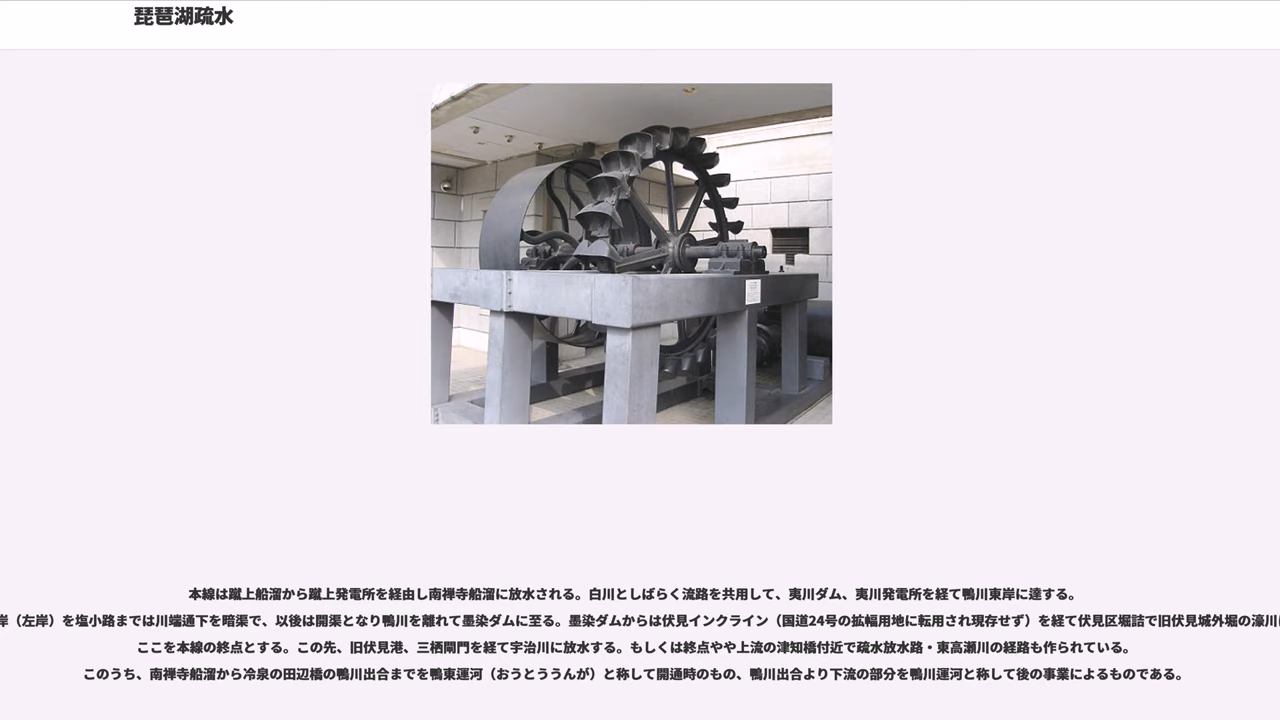 琵琶湖疏水
本線は蹴上船溜から蹴上発電所を経由し南禅寺船溜に放水される。白川としばらく流路を共用して、夷川ダム、夷川発電所を経て鴨川東岸に達する。
岸（左岸）を塩小路までは川端通下を暗渠で、以後は開渠となり鴨川を離れて墨染ダムに至る。墨染ダムからは伏見インクライン（国道24号の拡幅用地に転用され現存せず）を経て伏見区堀詰で旧伏見城外堀の濠川
ここを本線の終点とする。この先、旧伏見港、三栖閘門を経て宇治川に放水する。もしくは終点やや上流の津知橋付近で疏水放水路・東高瀬川の経路も作られている。
このうち、南禅寺船溜から冷泉の田辺橋の鴨川出合までを鴨東運河（おうとううんが）と称して開通時のもの、鴨川出合より下流の部分を鴨川運河と称して後の事業によるものである。